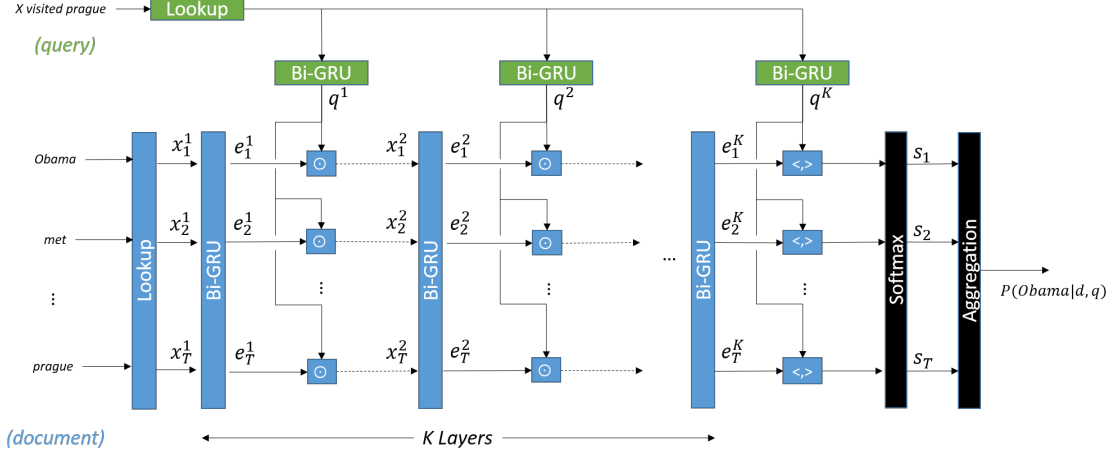 X visited prague
Lookup
(query)
Bi-GRU
Bi-GRU
Bi-GRU
q^1
q^2
q^K
Obama
x_1^1
e_1^1
⊙
x_1^2
e_1^2
⊙
e_1^K
<,>
s_1
met
x_2^1
e_2^1
⊙
x_2^2
e_2^2
⊙
e_2^K
<,>
s_2
Lookup
Bi-GRU
Bi-GRU
...
Bi-GRU
Softmax
Aggregation
P(Obama|d, q)
⋮
⋮
⋮
⋮
prague
x_T^1
e_T^1
⊙
x_T^2
e_T^2
⊙
e_T^K
<,>
s_T
(document)
K Layers